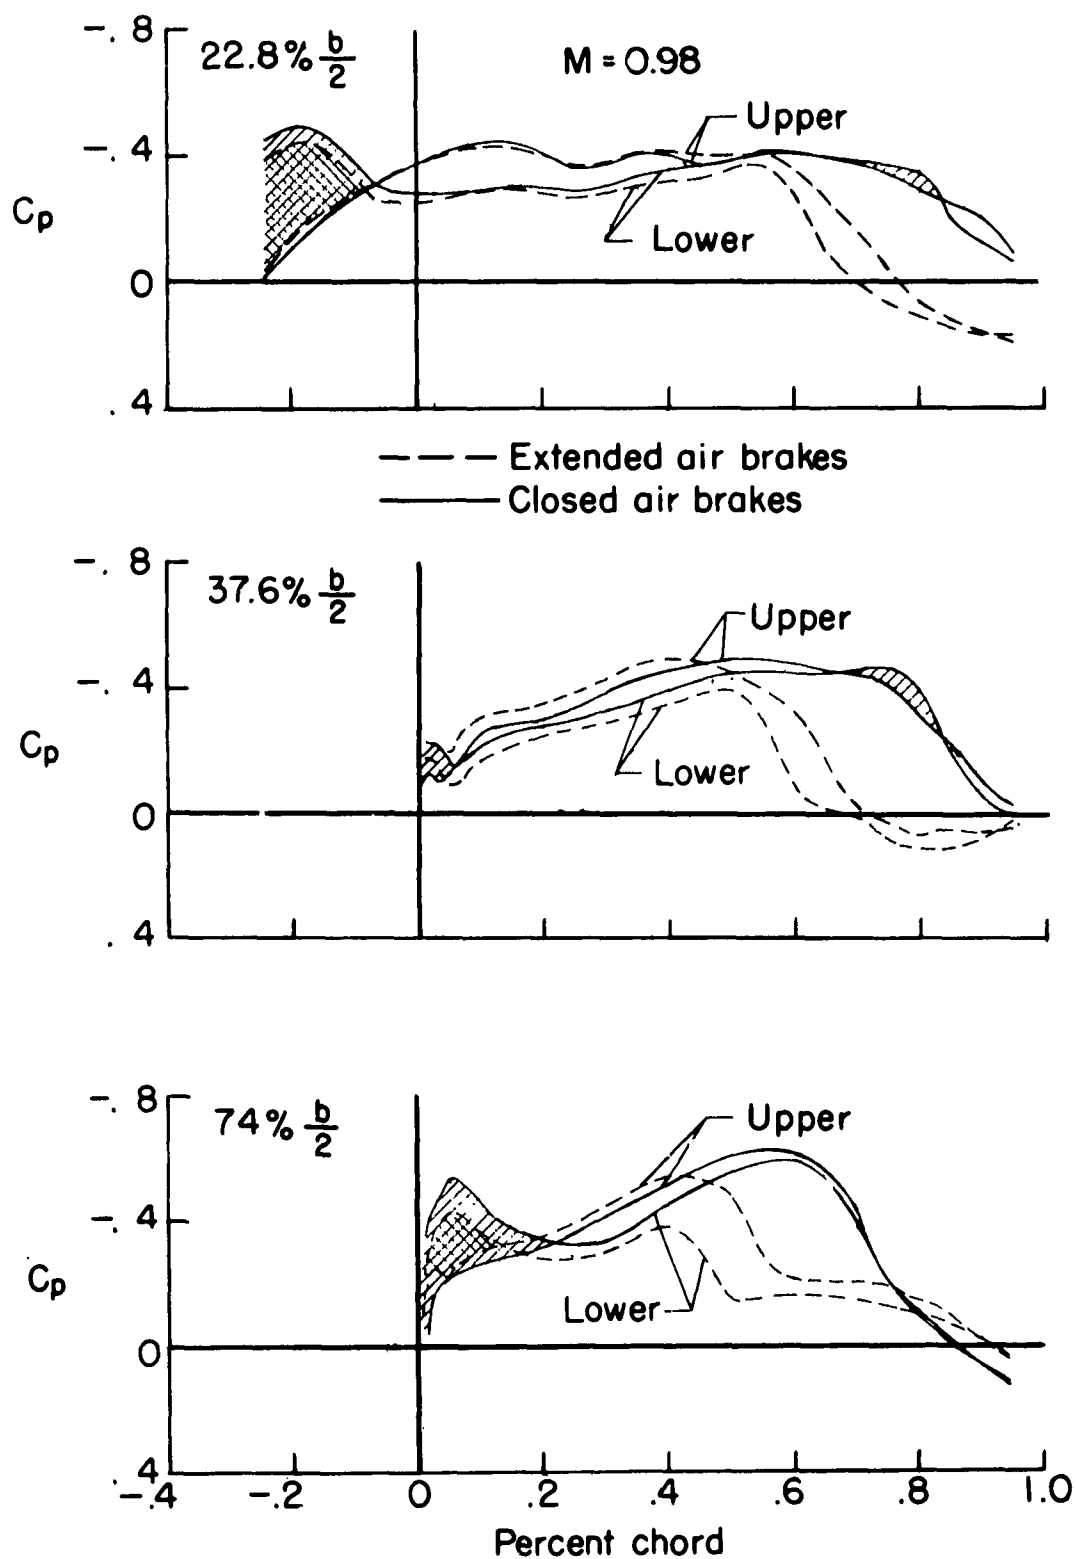 -.8
22.8% b/2
M = 0.98
Upper
-.4
Cp
Lower
0
.4
Extended air brakes
Closed air brakes
-.8
37.6% b/2
Upper
-.4
Cp
Lower
0
.4
-.8
74% b/2
Upper
-.4
Cp
Lower
0
.4
-.4 -.2 0 .2 .4 .6 .8 1.0
Percent chord